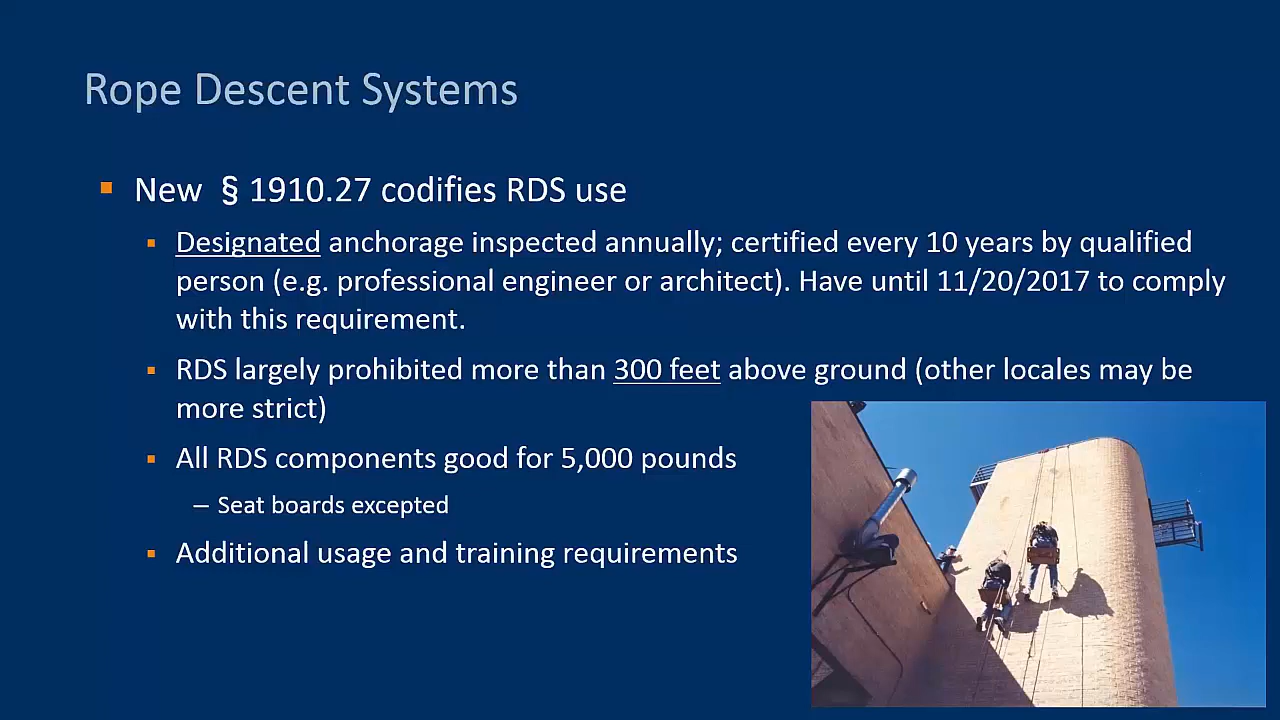 Rope Descent Systems
New § 1910.27 codifies RDS use
Designated anchorage inspected annually; certified every 10 years by qualified
person (e.g. professional engineer or architect). Have until 11/20/2017 to comply
with this requirement.
RDS largely prohibited more than 300 feet above ground (other locales may be
more strict)
All RDS components good for 5,000 pounds
– Seat boards excepted
Additional usage and training requirements